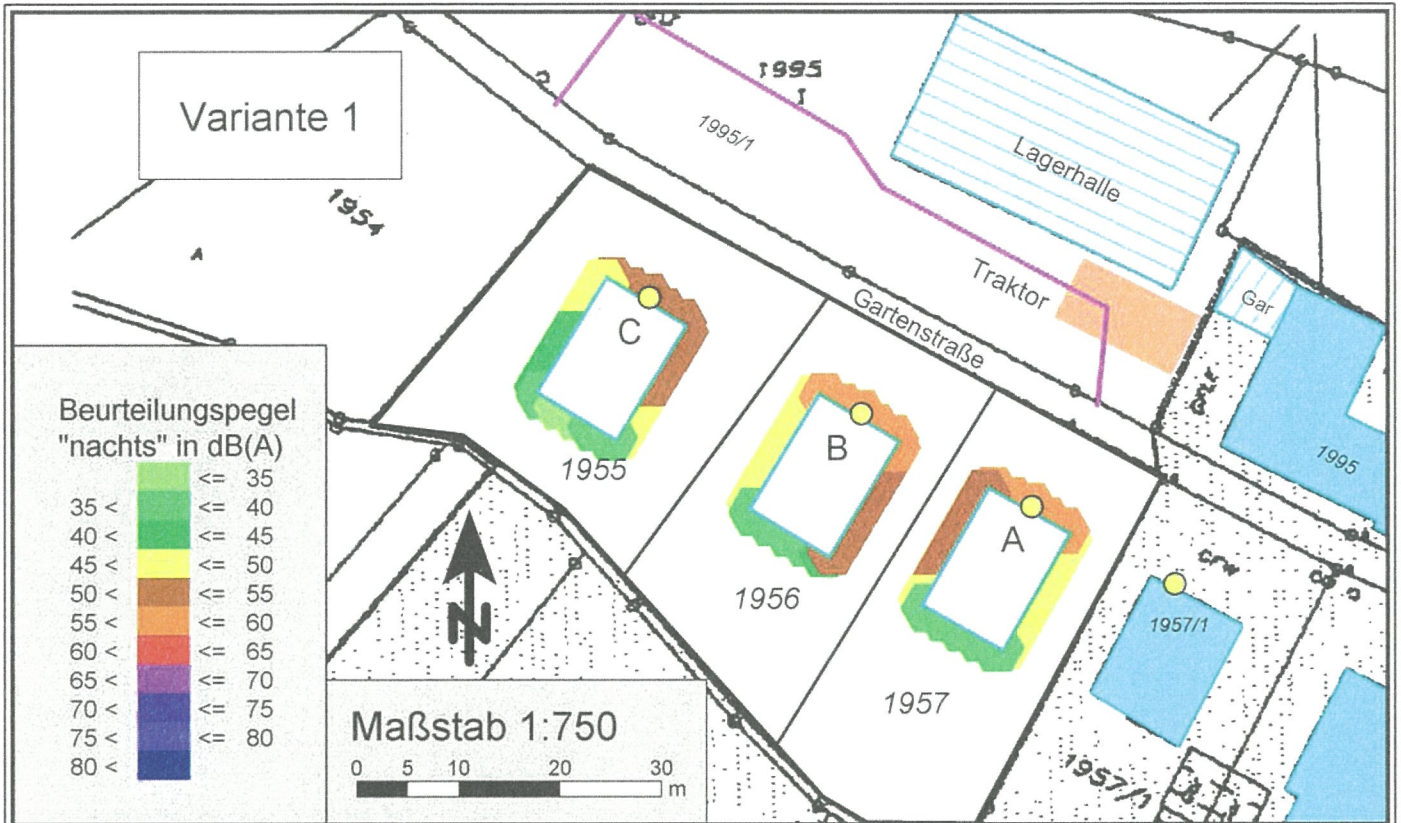 1995
I
Variante 1
1995/1
Lagerhalle
1954
A
Traktor
Gar
Gartenstraße
C
B
1995
A
1955
1956
1957
1957/1
1957/1
Beurteilungspegel
"nachts" in dB(A)
<= 35
35 < <= 40
40 < <= 45
45 < <= 50
50 < <= 55
55 < <= 60
60 < <= 65
65 < <= 70
70 < <= 75
75 < <= 80
80 <
N
Maßstab 1:750
0 5 10 20 30 m